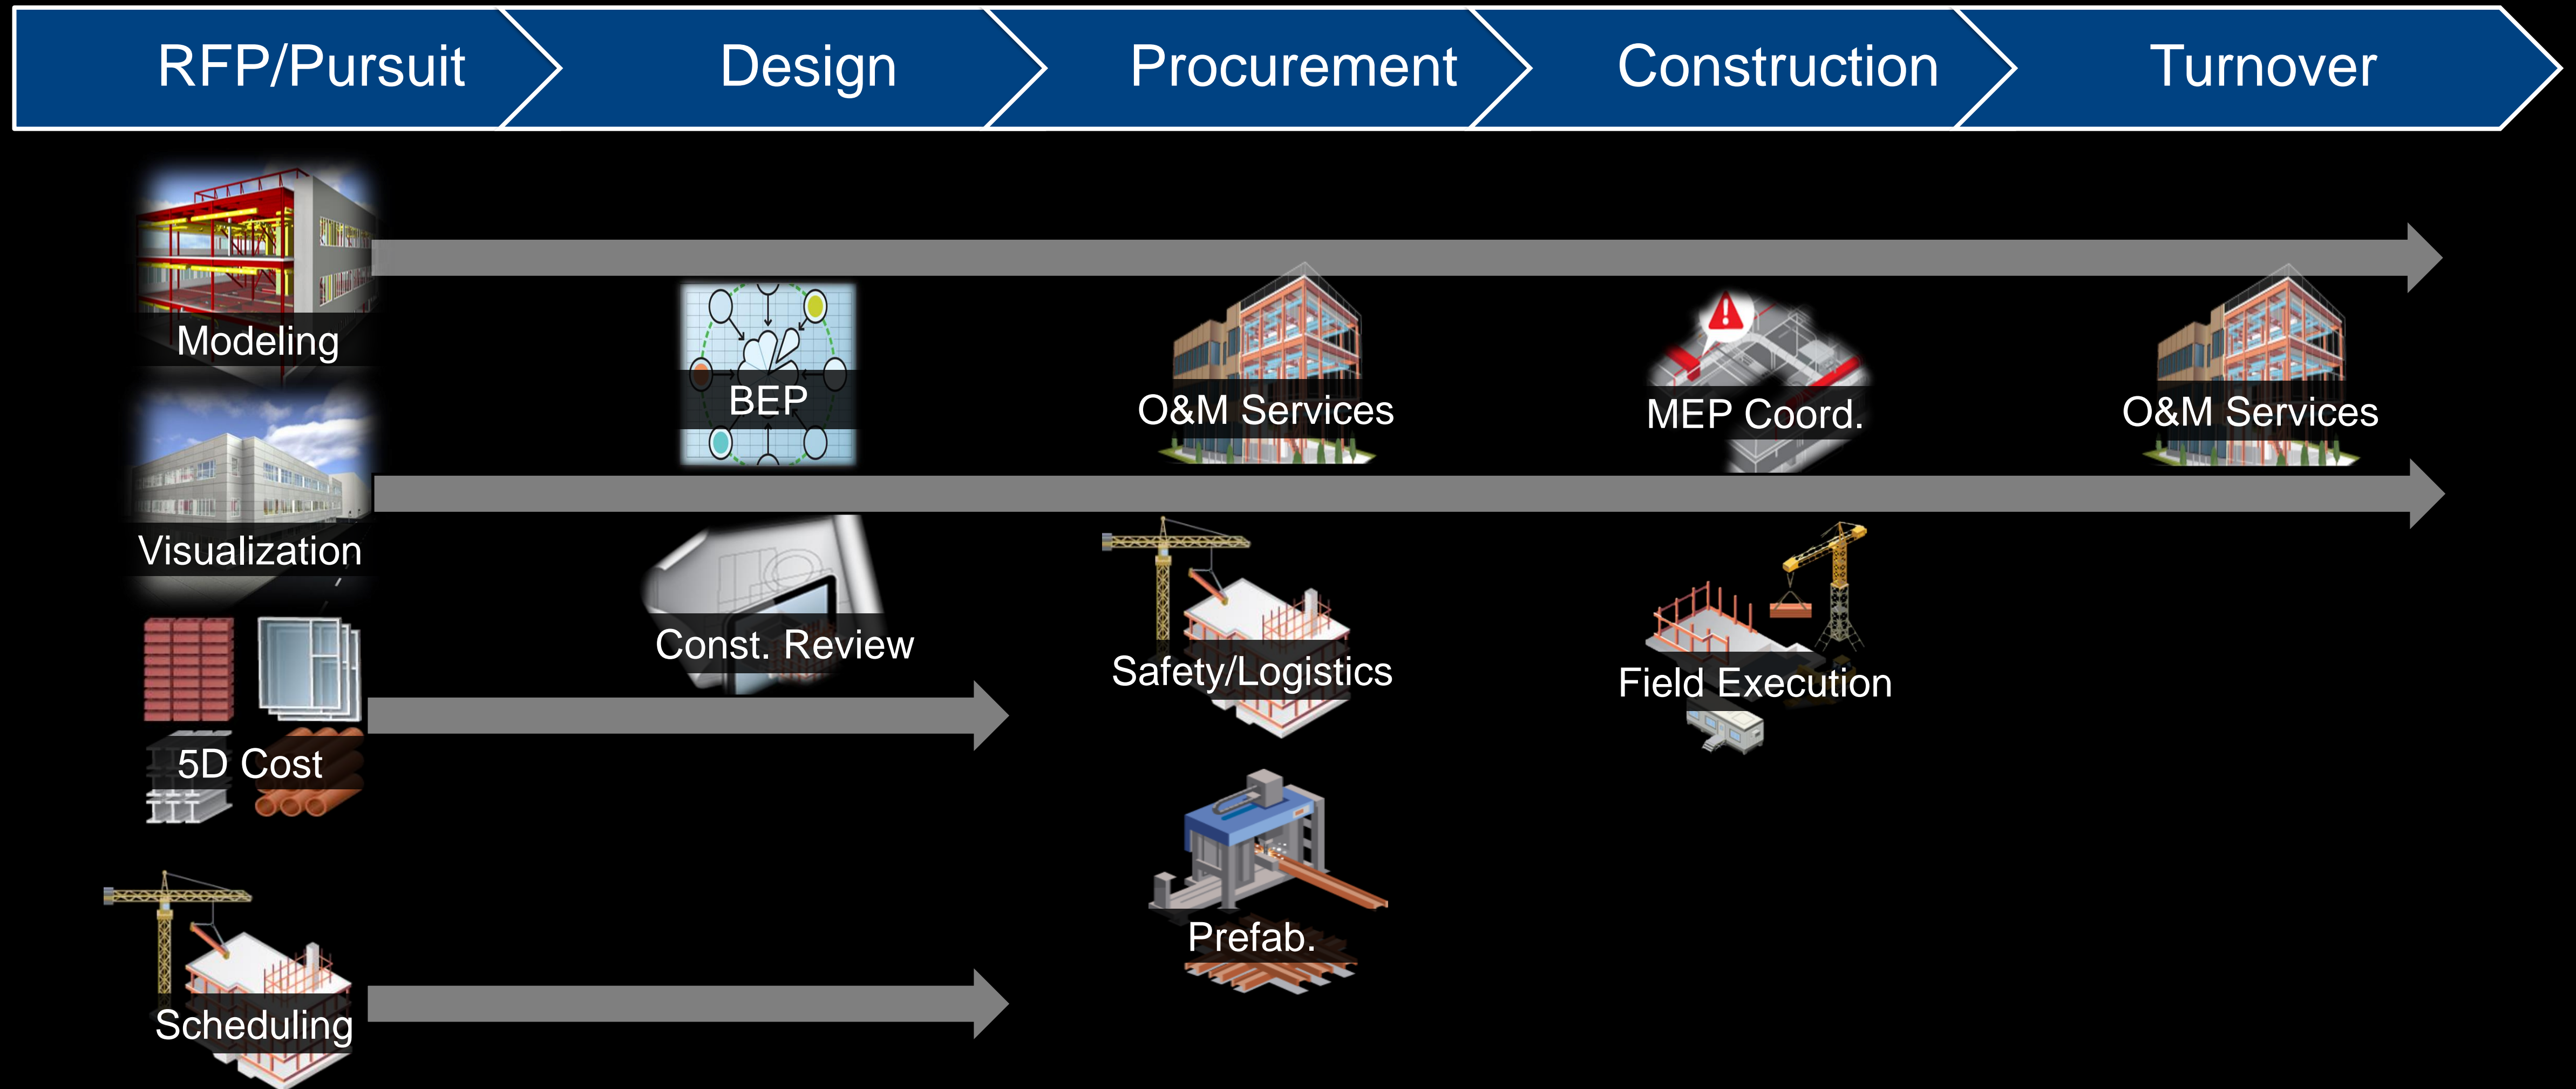 RFP/Pursuit
Design
Procurement
Construction
Turnover
Modeling
Visualization
5D Cost
Scheduling
BEP
Const. Review
O&M Services
Safety/Logistics
Prefab.
MEP Coord.
Field Execution
O&M Services